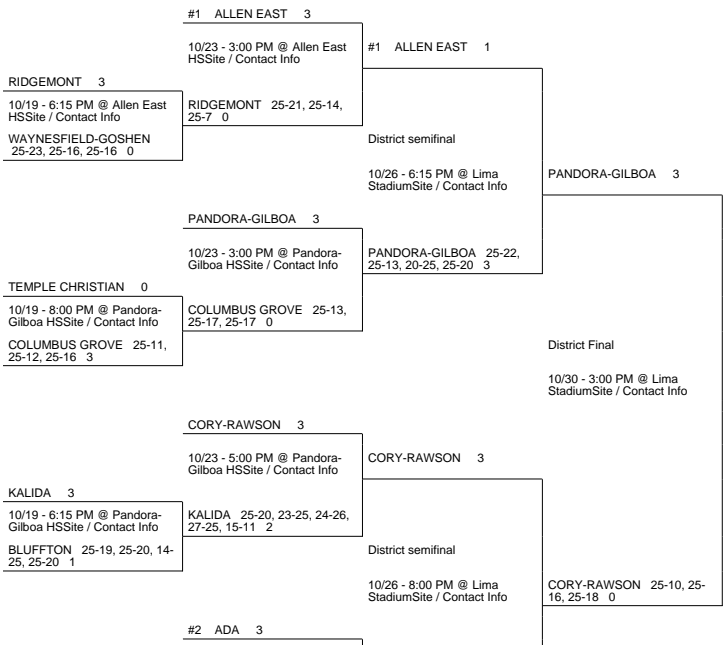 #1 ALLEN EAST 3
10/23 - 3:00 PM @ Allen East
HSSite / Contact Info
#1 ALLEN EAST 1
RIDGEMONT 3
10/19 - 6:15 PM @ Allen East
HSSite / Contact Info
RIDGEMONT 25-21, 25-14,
25-7 0
WAYNESFIELD-GOSHEN
25-23, 25-16, 25-16 0
District semifinal
10/26 - 6:15 PM @ Lima
StadiumSite / Contact Info
PANDORA-GILBOA 3
PANDORA-GILBOA 3
10/23 - 3:00 PM @ Pandora-
Gilboa HSSite / Contact Info
PANDORA-GILBOA 25-22,
25-13, 20-25, 25-20 3
TEMPLE CHRISTIAN 0
10/19 - 8:00 PM @ Pandora-
Gilboa HSSite / Contact Info
COLUMBUS GROVE 25-13,
25-17, 25-17 0
COLUMBUS GROVE 25-11,
25-12, 25-16 3
District Final
10/30 - 3:00 PM @ Lima
StadiumSite / Contact Info
CORY-RAWSON 3
10/23 - 5:00 PM @ Pandora-
Gilboa HSSite / Contact Info
CORY-RAWSON 3
KALIDA 3
10/19 - 6:15 PM @ Pandora-
Gilboa HSSite / Contact Info
KALIDA 25-20, 23-25, 24-26,
27-25, 15-11 2
BLUFFTON 25-19, 25-20, 14-
25, 25-20 1
District semifinal
10/26 - 8:00 PM @ Lima
StadiumSite / Contact Info
CORY-RAWSON 25-10, 25-
16, 25-18 0
#2 ADA 3